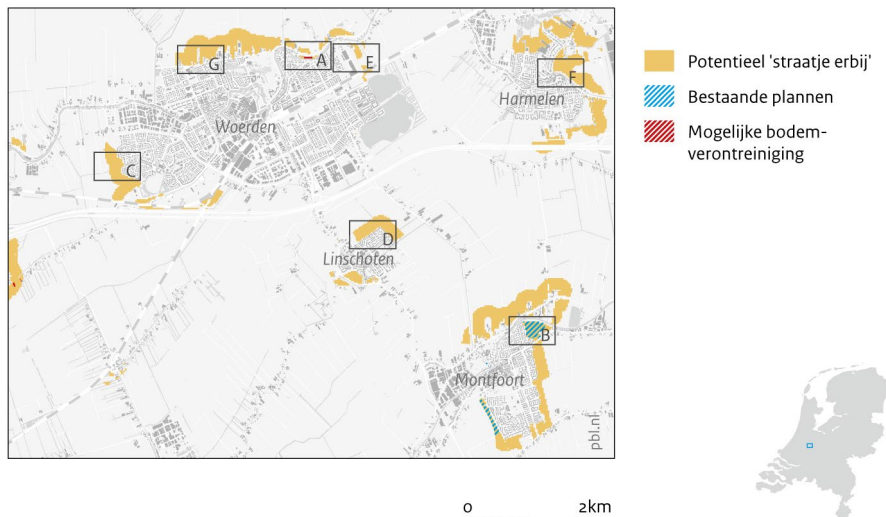 G
A
E
F
Harmelen
Woerden
C
D
Linschoten
B
Montfoort
pbl.nl
Potentieel 'straatje erbij'
Bestaande plannen
Mogelijke bodem-
verontreiniging
0 2km